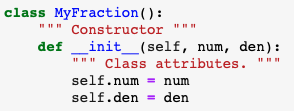 class MyFraction():
    """ Constructor """
    def __init__(self, num, den):
        """ Class attributes. """
        self.num = num
        self.den = den